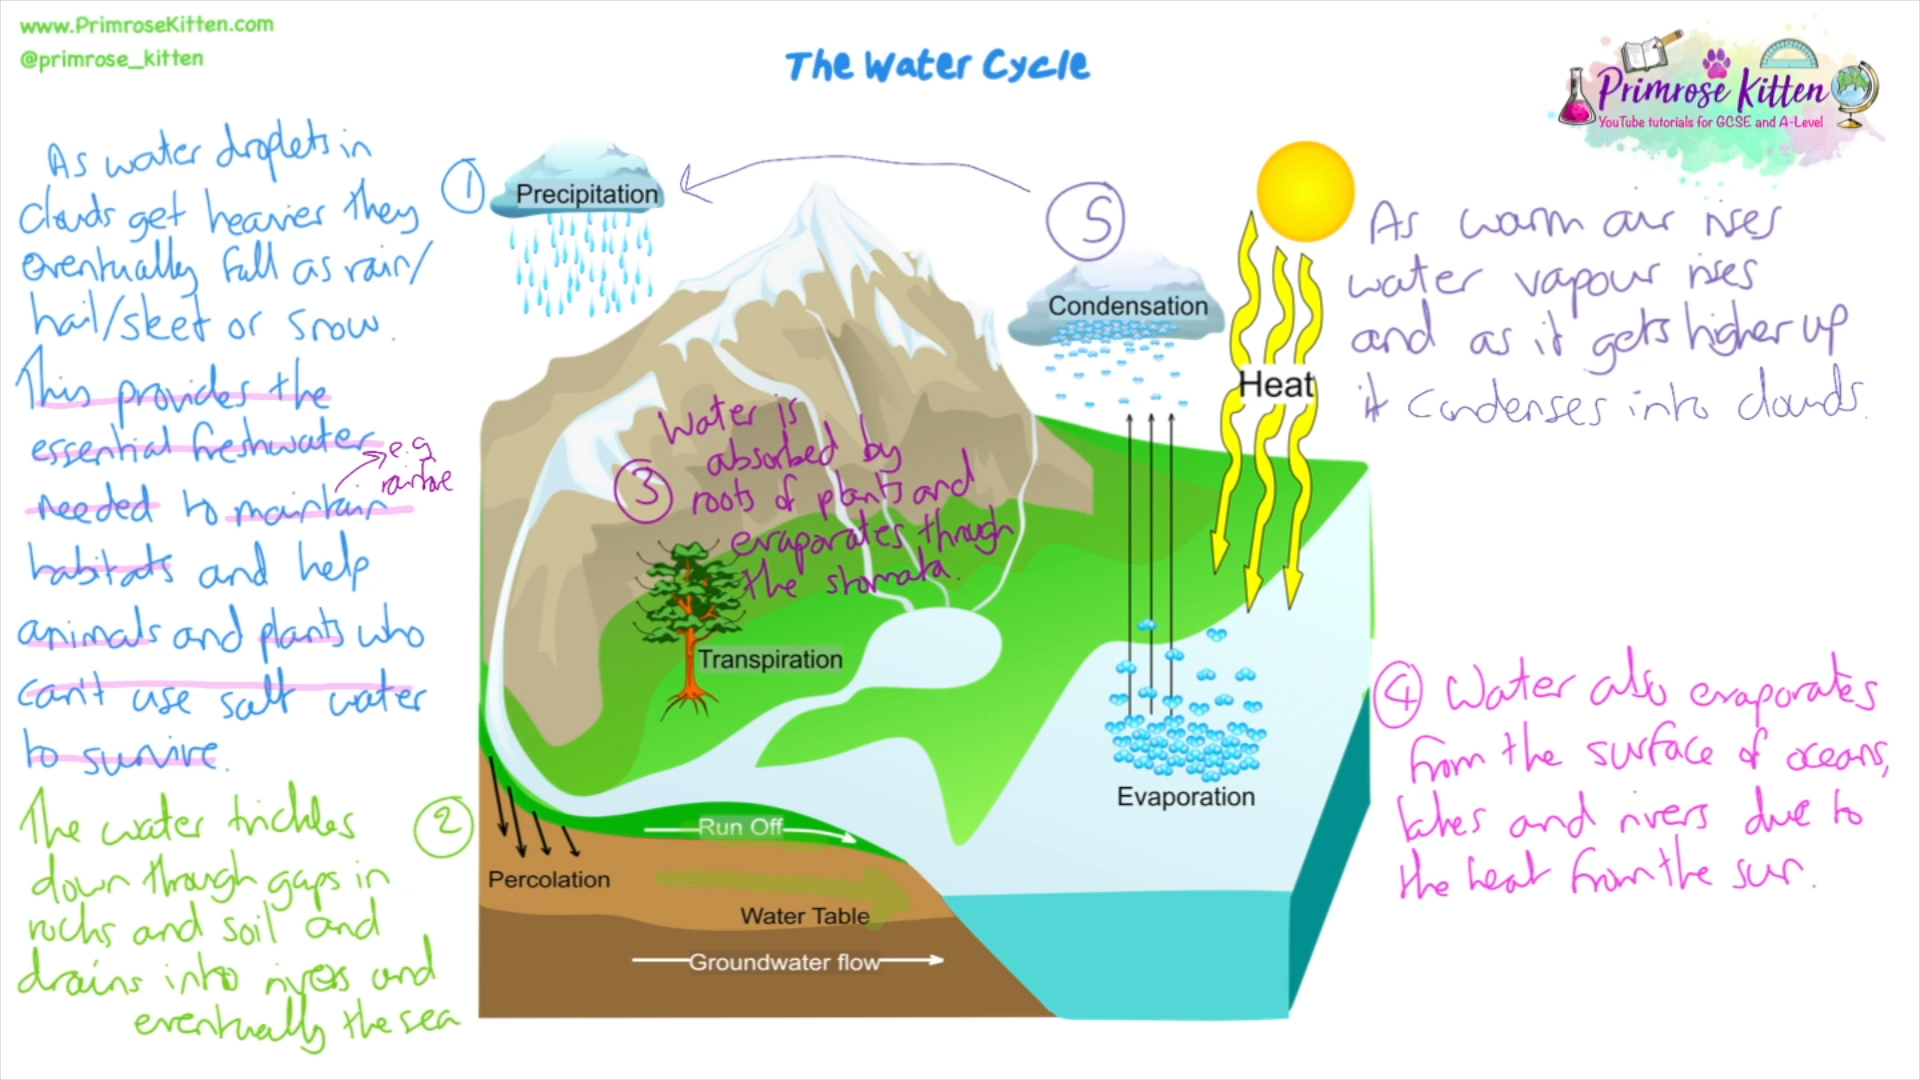 www.PrimroseKitten.com
@primrose_kitten
The Water Cycle
Primrose Kitten
YouTube tutorials for GCSE and A-Level
As water droplets in
clouds get heavier they
eventually fall as rain/
hail/sleet or snow.
This provides the
essential freshwater
needed to maintain
habitats and help
animals and plants who
can't use salt water
to survive.
e.g
①
Precipitation
The water trickles
down through gaps in
rocks and soil and
drains into rivers and
eventually the sea
②
Percolation
Run Off
Water Table
Groundwater flow
③
Water is
absorbed by
roots of plants and
evaporates through
the stomata.
Transpiration
④ Water also evaporates
from the surface of oceans,
lakes and rivers due to
the heat from the sun.
Evaporation
Heat
⑤
Condensation
As warm air rises
water vapour rises
and as it gets higher up
it condenses into clouds.